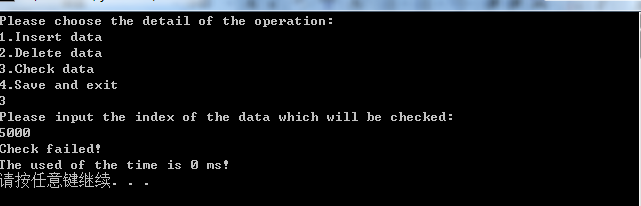 Please choose the detail of the operation:
1.Insert data
2.Delete data
3.Check data
4.Save and exit
3
Please input the index of the data which will be checked:
5000
Check failed!
The used of the time is 0 ms!
请按任意键继续. . .